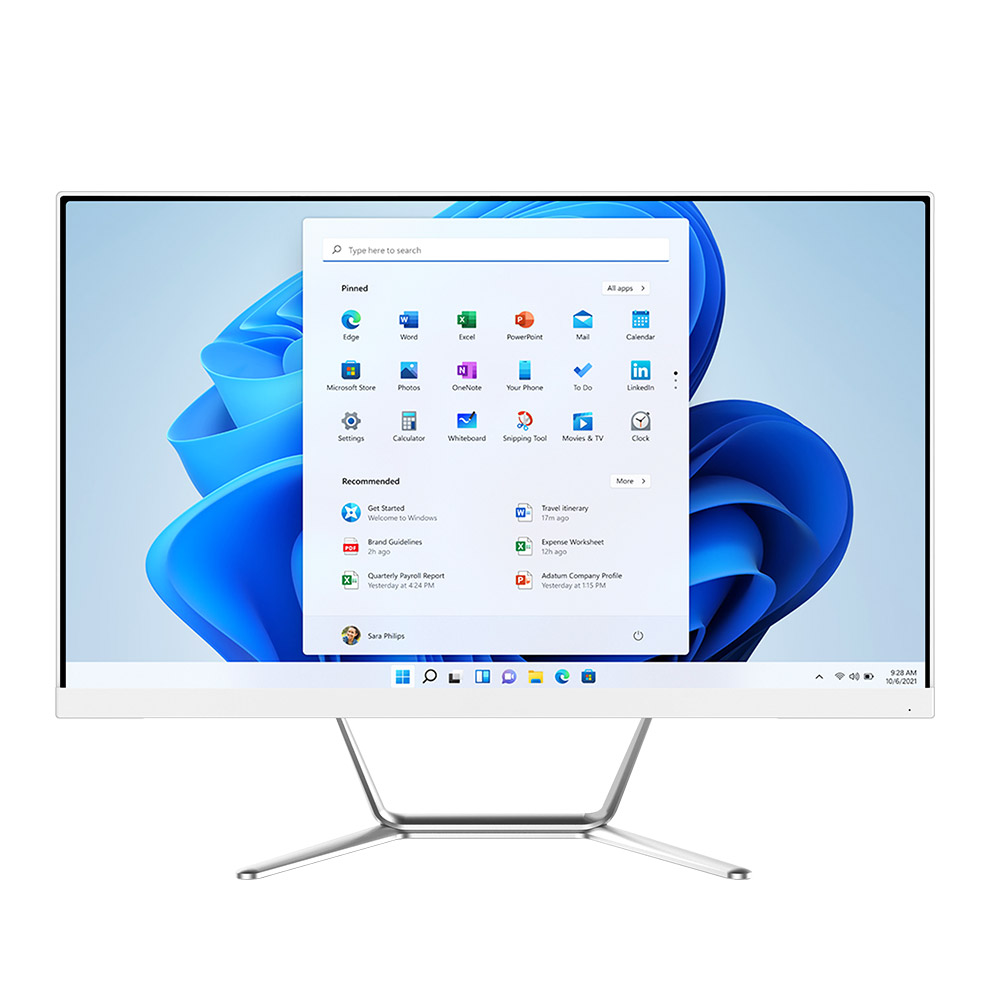 Type here to search
Pinned
All apps
Edge
Word
Excel
PowerPoint
Mail
Calendar
Microsoft Store
Photos
OneNote
Your Phone
To Do
LinkedIn
Settings
Calculator
Whiteboard
Snipping Tool
Movies & TV
Clock
Recommended
More
Get Started
Welcome to Windows
Travel itinerary
17m ago
Brand Guidelines
2h ago
Expense Worksheet
12h ago
Quarterly Payroll Report
Yesterday at 4:24 PM
Adatum Company Profile
Yesterday at 1:15 PM
Sara Philips
9:28 AM
10/6/2021